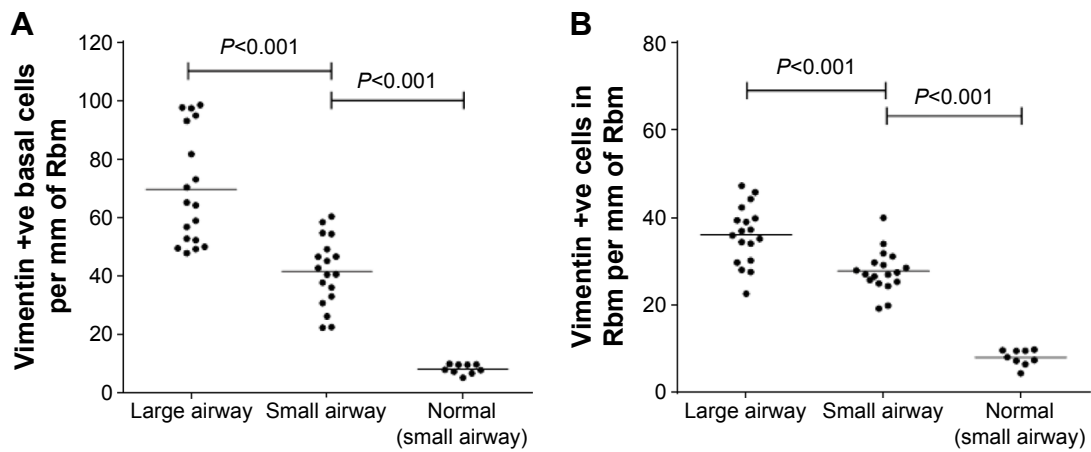 A
Vimentin +ve basal cells
per mm of Rbm
120
100
80
60
40
20
0
P<0.001
P<0.001
Large airway
Small airway
Normal
(small airway)
B
Vimentin +ve cells in
Rbm per mm of Rbm
80
60
40
20
0
P<0.001
P<0.001
Large airway
Small airway
Normal
(small airway)